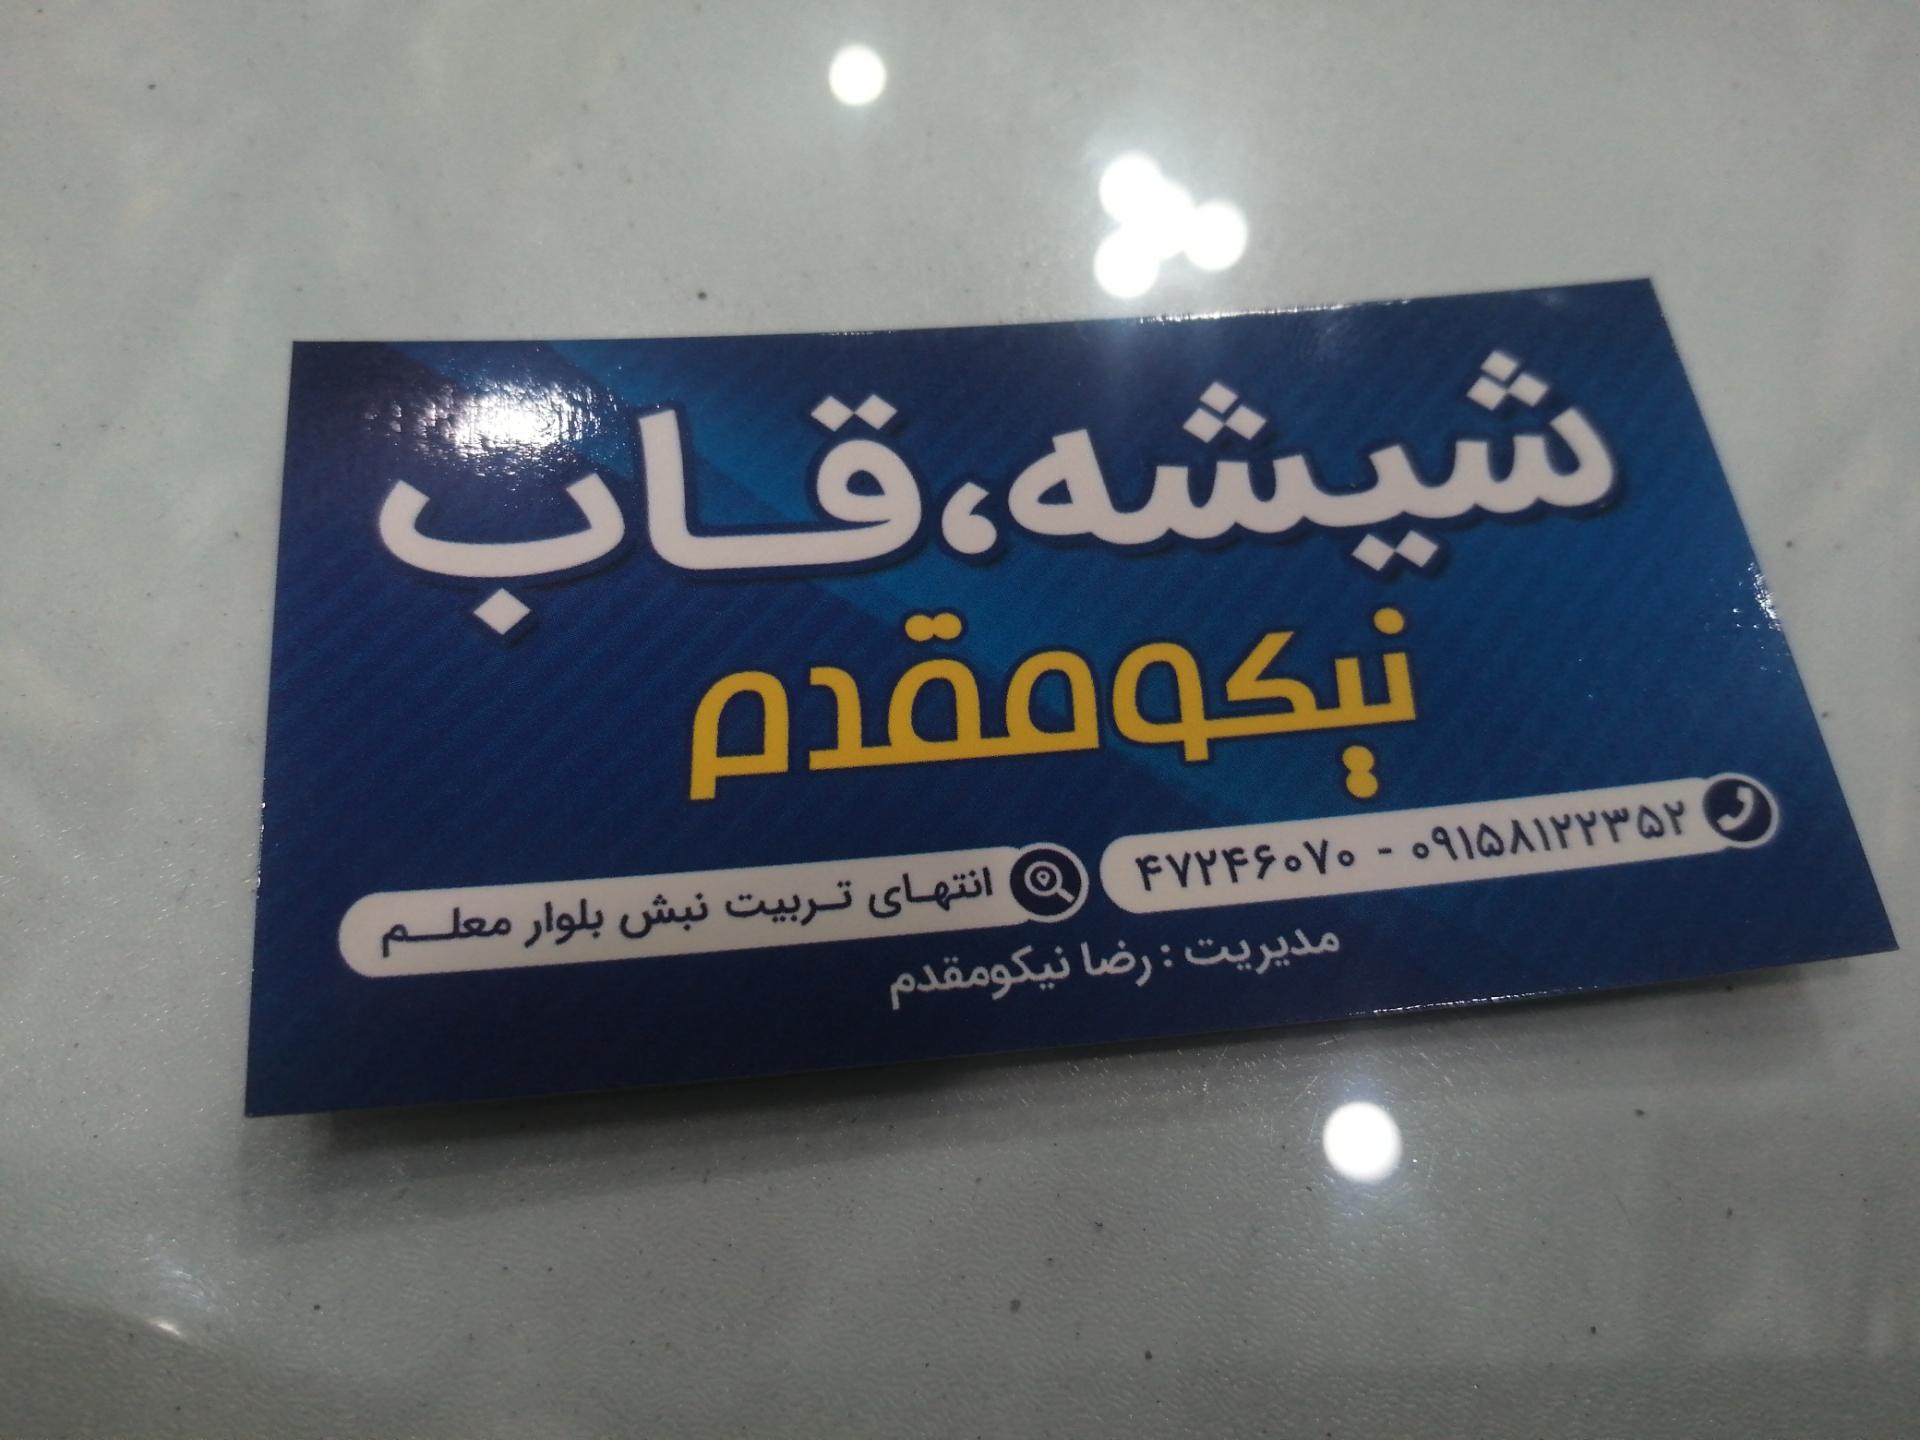 شیشه، قاب
نیکومقدم
۰۹۱۵۸۱۲۲۳۵۲ - ۴۷۲۴۶۰۷۰
انتهای تربیت نبش بلوار معلم
مدیریت : رضا نیکومقدم